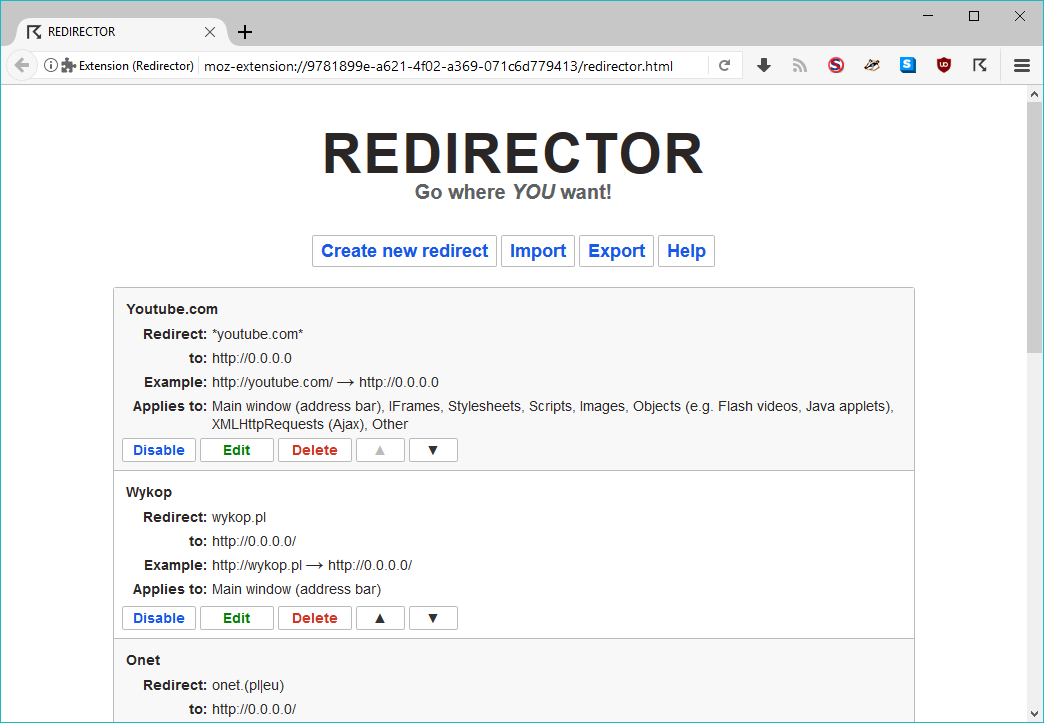 REDIRECTOR
Extension (Redirector) moz-extension://9781899e-a621-4f02-a369-071c6d779413/redirector.html
REDIRECTOR
Go where YOU want!
Create new redirect Import Export Help
Youtube.com
Redirect: *youtube.com*
to: http://0.0.0.0
Example: http://youtube.com/ → http://0.0.0.0
Applies to: Main window (address bar), IFrames, Stylesheets, Scripts, Images, Objects (e.g. Flash videos, Java applets),
XMLHttpRequests (Ajax), Other
Disable Edit Delete ▲ ▼
Wykop
Redirect: wykop.pl
to: http://0.0.0.0/
Example: http://wykop.pl → http://0.0.0.0/
Applies to: Main window (address bar)
Disable Edit Delete ▲ ▼
Onet
Redirect: onet.(pl|eu)
to: http://0.0.0.0/